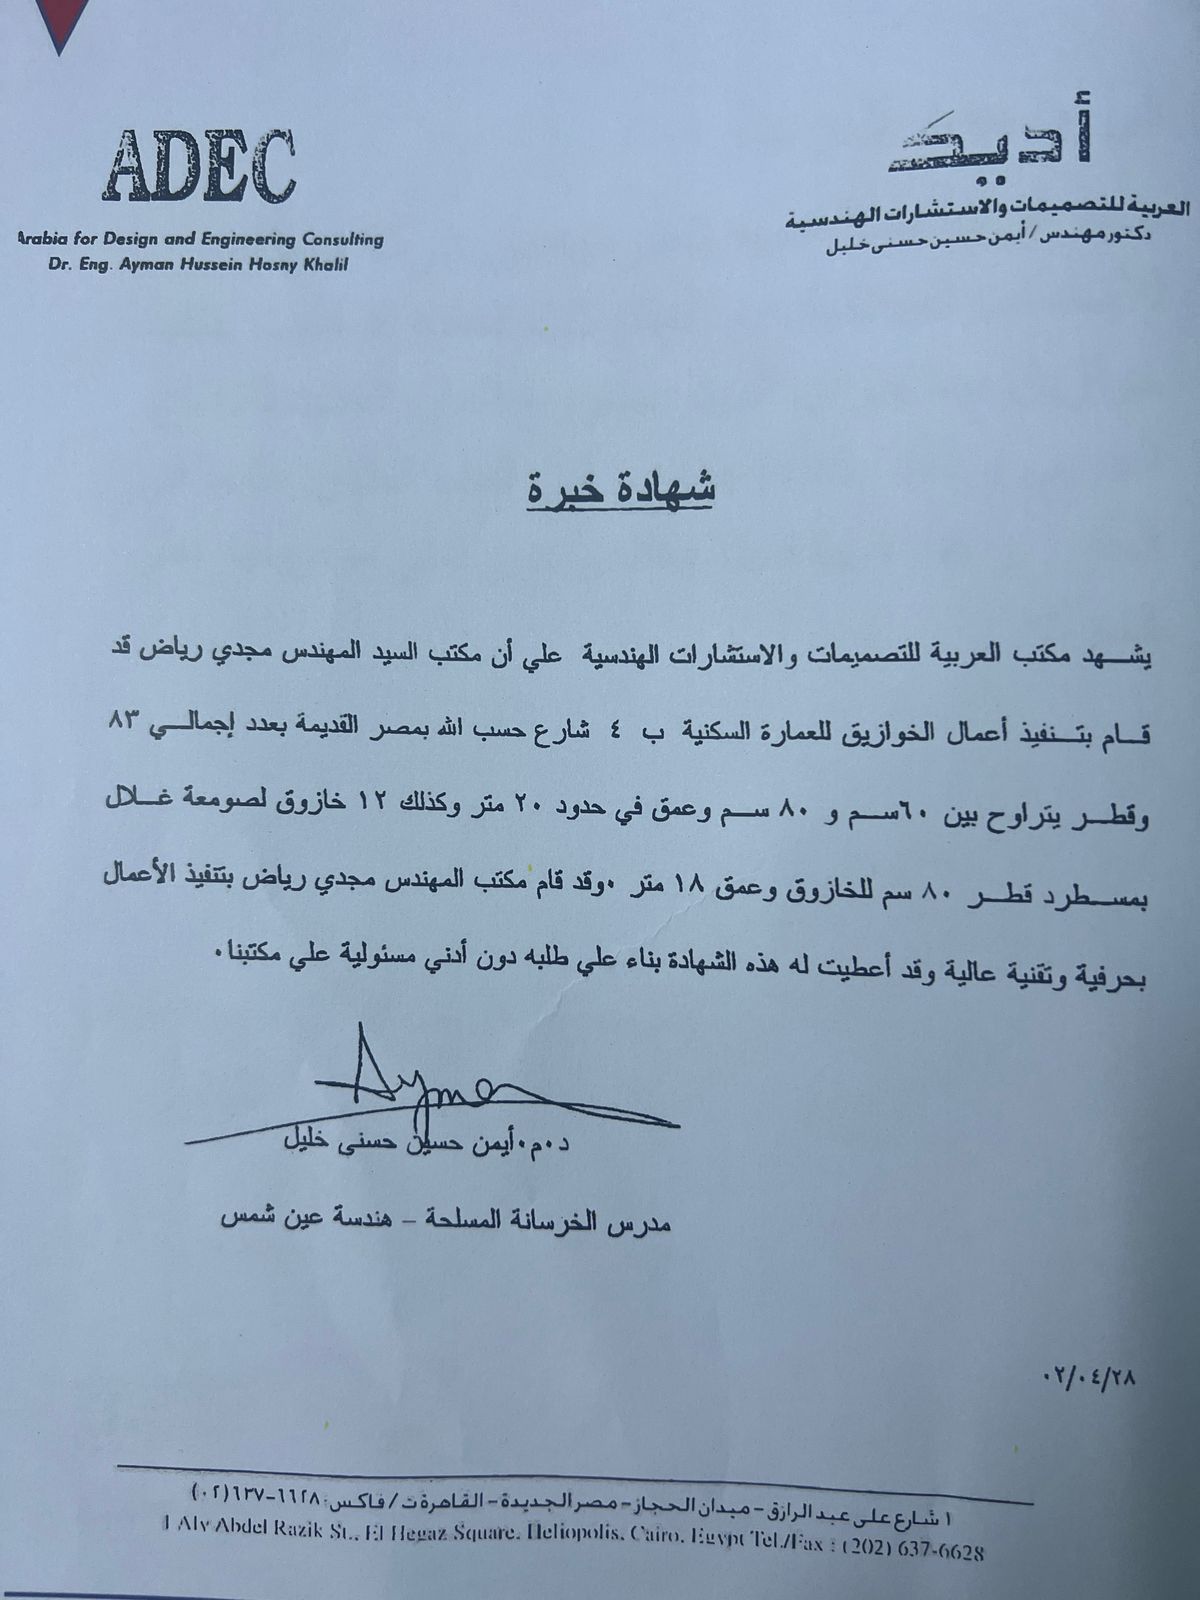 ADEC
Arabia for Design and Engineering Consulting
Dr. Eng. Ayman Hussein Hosny Khalil
أديك
العربية للتصميمات والاستشارات الهندسية
دكتور مهندس / أيمن حسين حسنى خليل
شهادة خبرة
يشهد مكتب العربية للتصميمات والاستشارات الهندسية علي أن مكتب السيد المهندس مجدي رياض قد
قام بتنفيذ أعمال الخوازيق للعمارة السكنية ب ٤ شارع حسب الله بمصر القديمة بعدد إجمالي ٨٣
وقطر يتراوح بين ٦٠سم و ٨٠ سم وعمق في حدود ٢٠ متر وكذلك ١٢ خازوق لصومعة غلال
بمسطرد قطر ٨٠ سم للخازوق وعمق ١٨ متر ٠وقد قام مكتب المهندس مجدي رياض بتنفيذ الأعمال
بحرفية وتقنية عالية وقد أعطيت له هذه الشهادة بناء علي طلبه دون أدني مسئولية علي مكتبنا٠
Ayman
د٠م٠أيمن حسين حسنى خليل
مدرس الخرسانة المسلحة – هندسة عين شمس
٠٢/٠٤/٢٨
١ شارع على عبد الرازق - ميدان الحجاز - مصر الجديدة - القاهرة ت / فاكس: ٦٦٢٨-٦٣٧ (٠٢)
1 Aly Abdel Razik St., El Hegaz Square, Heliopolis, Cairo, Egypt Tel./Fax : (202) 637-6628